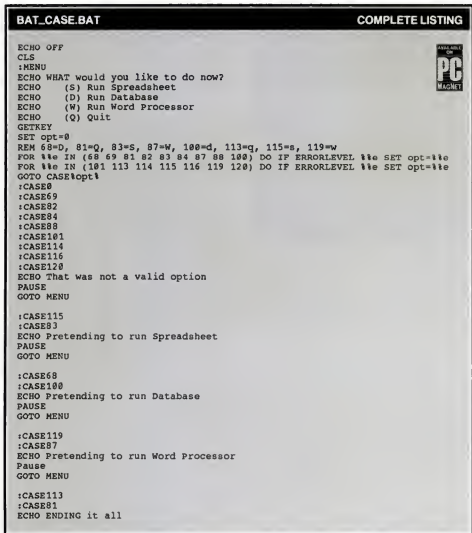 BAT_CASE.BAT COMPLETE LISTING
AVAILABLE ON
PC
MAGNET
ECHO OFF
CLS
:MENU
ECHO WHAT would you like to do now?
ECHO     (S) Run Spreadsheet
ECHO     (D) Run Database
ECHO     (W) Run Word Processor
ECHO     (Q) Quit
GETKEY
SET opt=0
REM 68=D, 81=Q, 83=S, 87=W, 100=d, 113=q, 115=s, 119=w
FOR %%e IN (68 69 81 82 83 84 87 88 100) DO IF ERRORLEVEL %%e SET opt=%%e
FOR %%e IN (101 113 114 115 116 119 120) DO IF ERRORLEVEL %%e SET opt=%%e
GOTO CASE%opt%
:CASE0
:CASE69
:CASE82
:CASE84
:CASE88
:CASE101
:CASE114
:CASE116
:CASE120
ECHO That was not a valid option
PAUSE
GOTO MENU
:CASE115
:CASE83
ECHO Pretending to run Spreadsheet
PAUSE
GOTO MENU
:CASE68
:CASE100
ECHO Pretending to run Database
PAUSE
GOTO MENU
:CASE119
:CASE87
ECHO Pretending to run Word Processor
Pause
GOTO MENU
:CASE113
:CASE81
ECHO ENDING it all